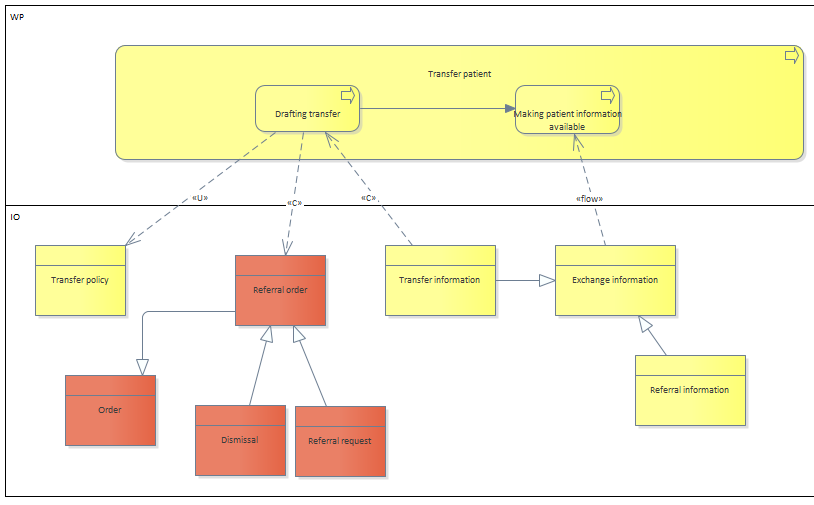 WP
Transfer patient
Drafting transfer
Making patient information
available
«U»
«C»
«C»
«flow»
IO
Transfer policy
Referral order
Transfer information
Exchange information
Order
Dismissal
Referral request
Referral information